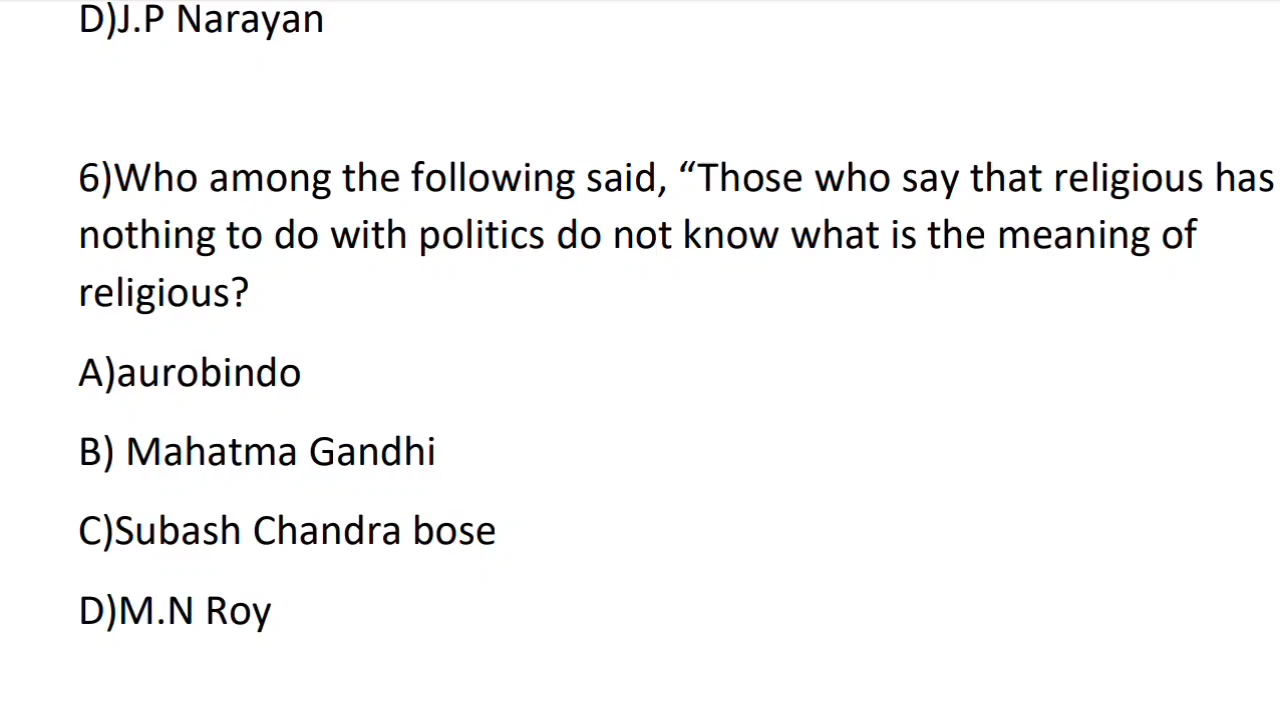 D)J.P Narayan
6)Who among the following said, “Those who say that religious has
nothing to do with politics do not know what is the meaning of
religious?
A)aurobindo
B) Mahatma Gandhi
C)Subash Chandra bose
D)M.N Roy